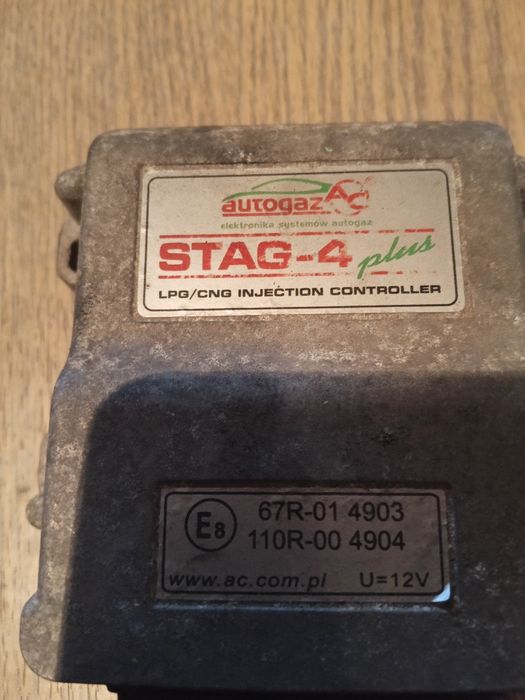 autogaz AC
elektronika systemów autogaz
STAG-4 plus
LPG/CNG INJECTION CONTROLLER
E8
67R-01 4903
110R-00 4904
www.ac.com.pl U=12V